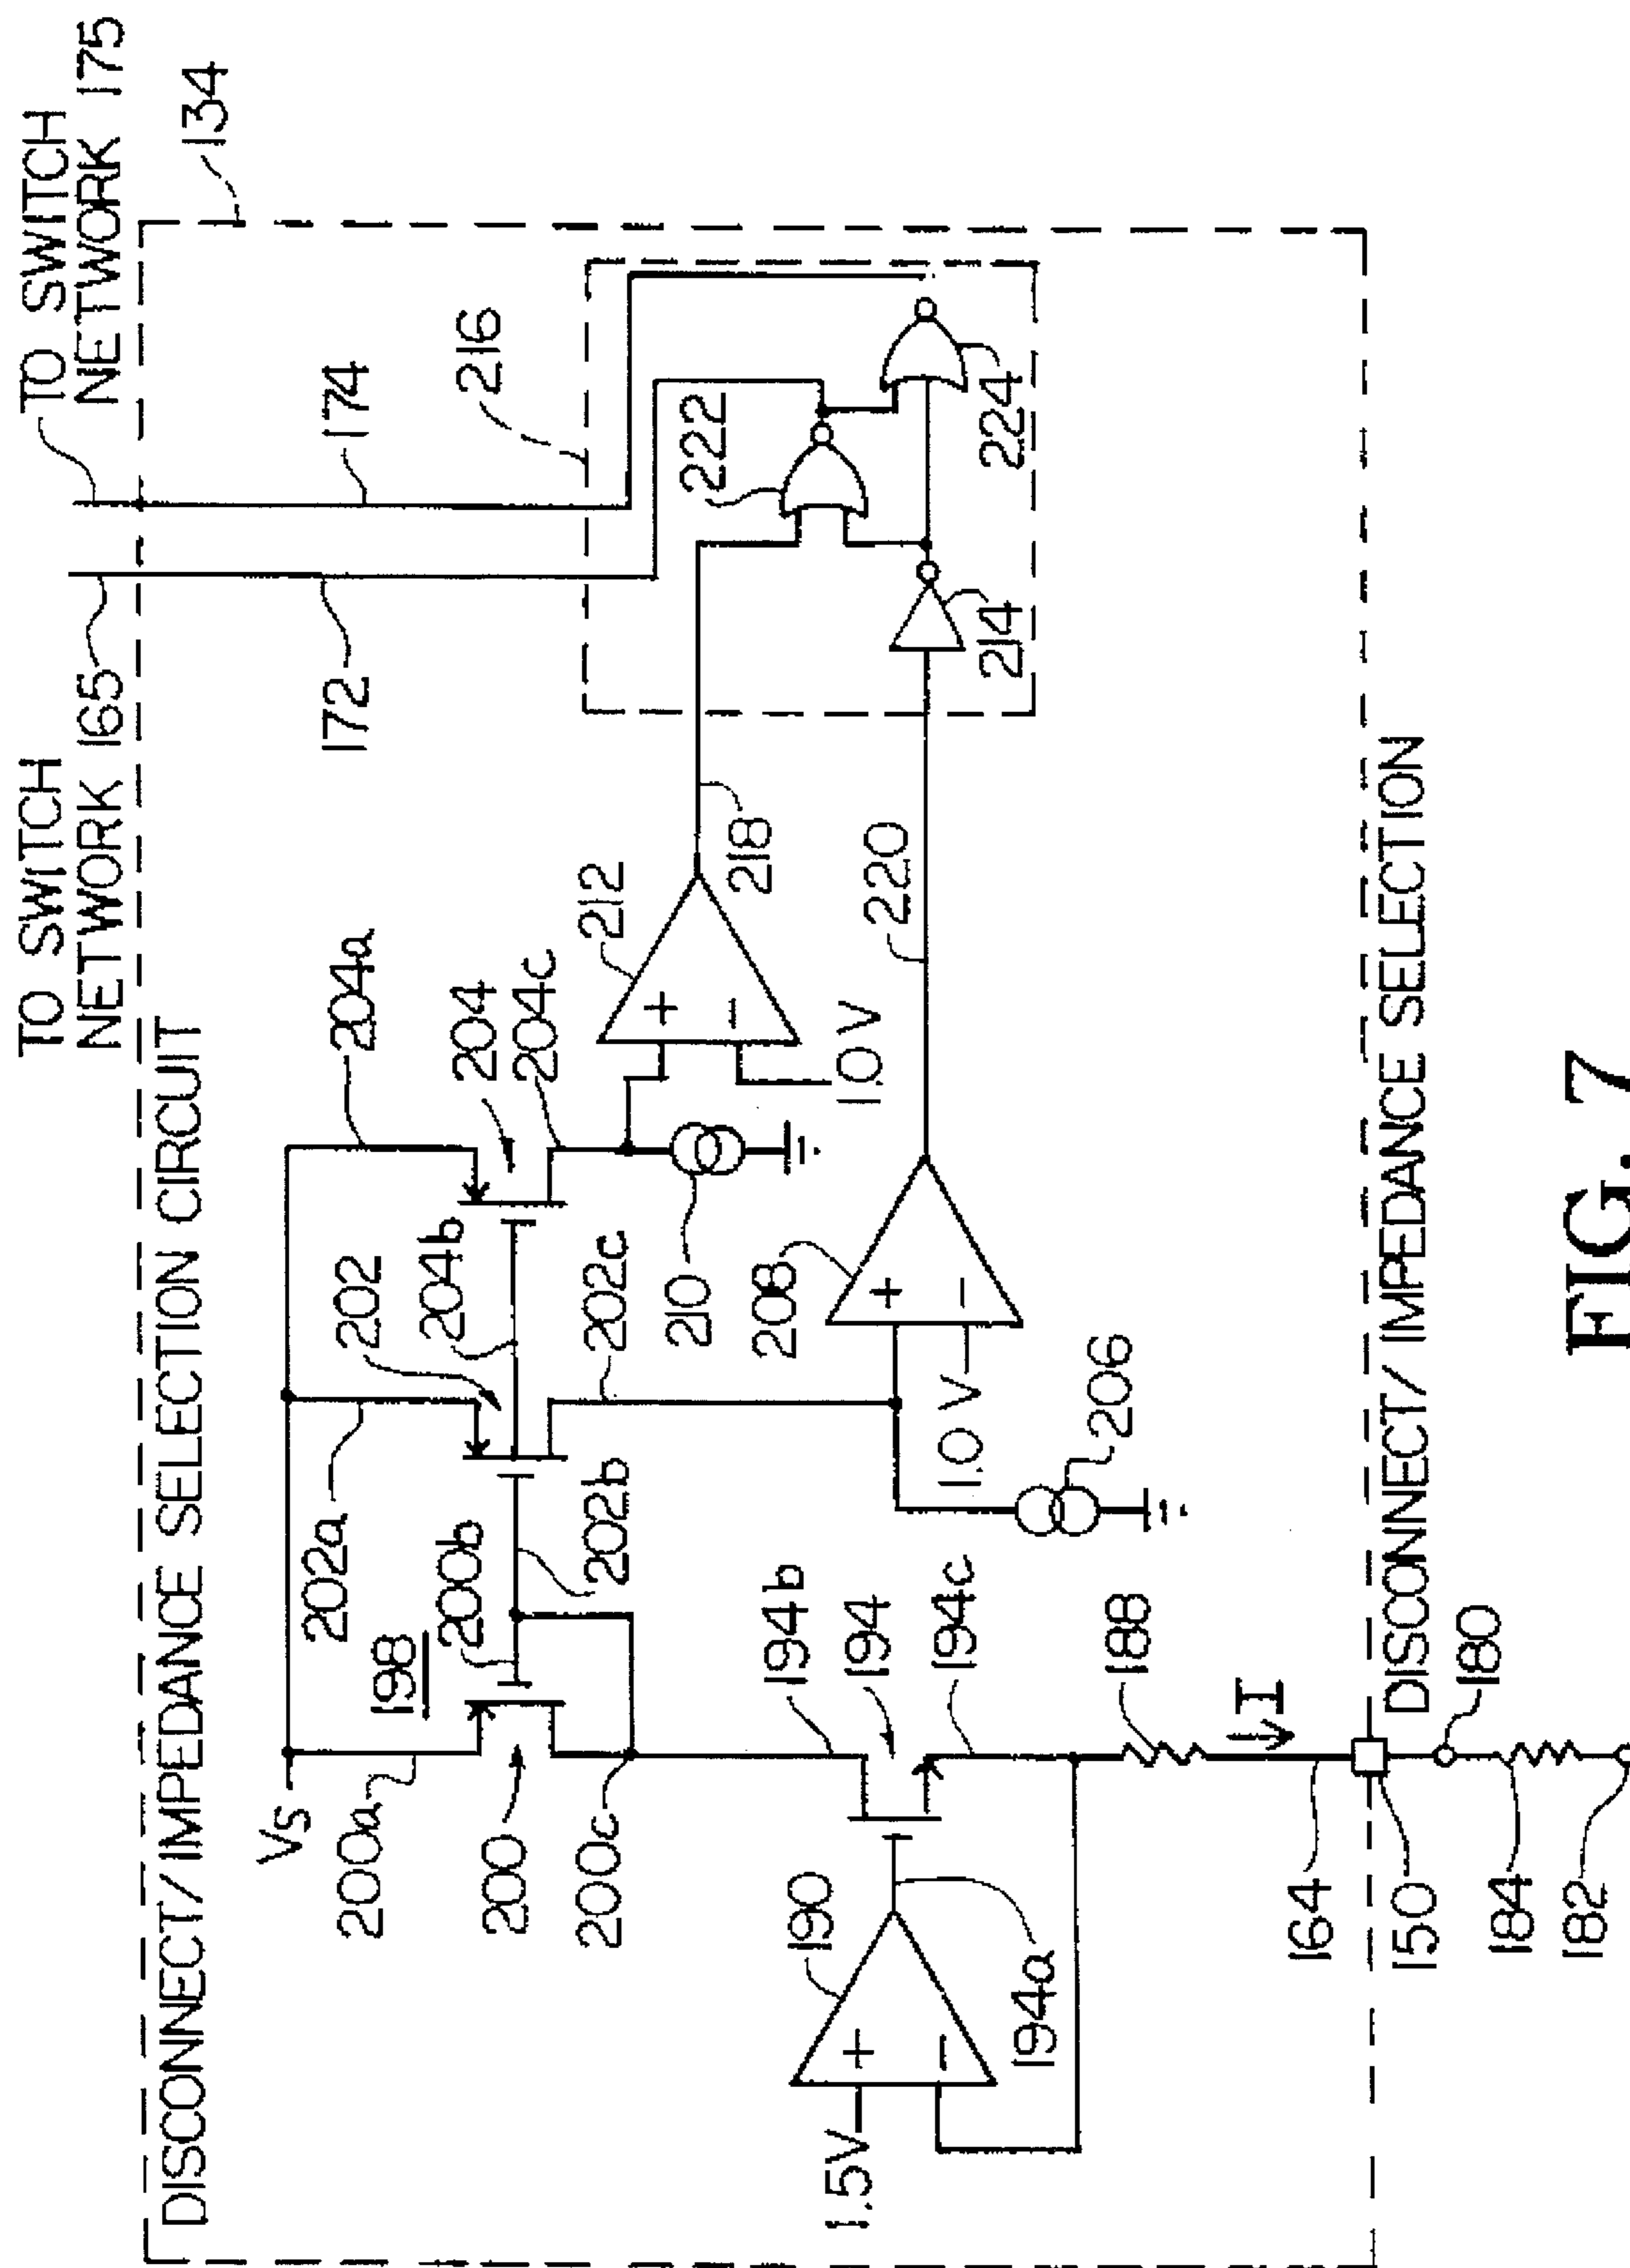 TO SWITCH
NETWORK 165
TO SWITCH
NETWORK 175
134
DISCONNECT/IMPEDANCE SELECTION CIRCUIT
172
174
216
Vs
200a
198
202a
202
204a
204
204c
204b
200b
200
200c
202b
202c
210
212
218
222
224
214
220
208
+
-
+
-
1.0 V
1.0 V
206
194b
194
194c
190
+
-
1.5V
194a
188
I
164
150
DISCONNECT/IMPEDANCE SELECTION
180
184
182
FIG. 7